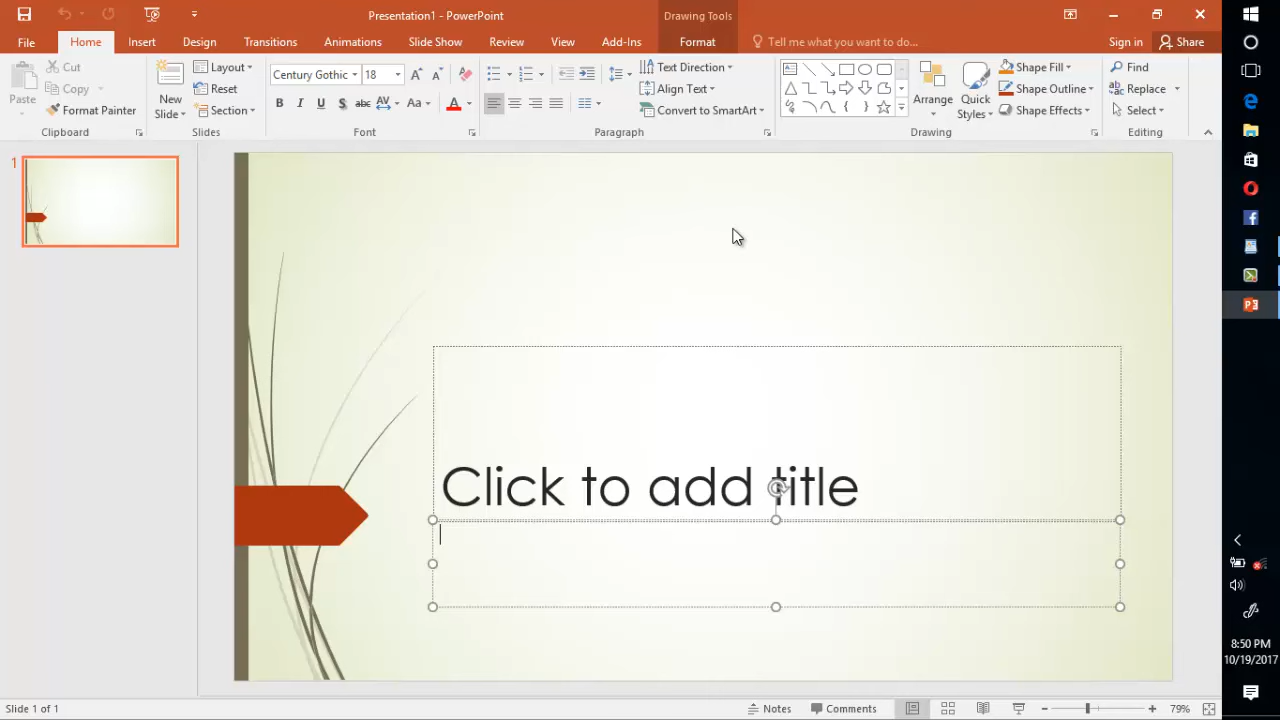 Presentation1 - PowerPoint
Drawing Tools
File
Home
Insert
Design
Transitions
Animations
Slide Show
Review
View
Add-Ins
Format
Tell me what you want to do...
Sign in
Share
Paste
Cut
Copy
Format Painter
Clipboard
New
Slide
Layout
Reset
Section
Slides
Century Gothic
18
B I U S abc AV Aa A
Font
Text Direction
Align Text
Convert to SmartArt
Paragraph
Arrange
Quick
Styles
Shape Fill
Shape Outline
Shape Effects
Drawing
Find
Replace
Select
Editing
1
Click to add title
Slide 1 of 1
Notes
Comments
79%
8:50 PM
10/19/2017